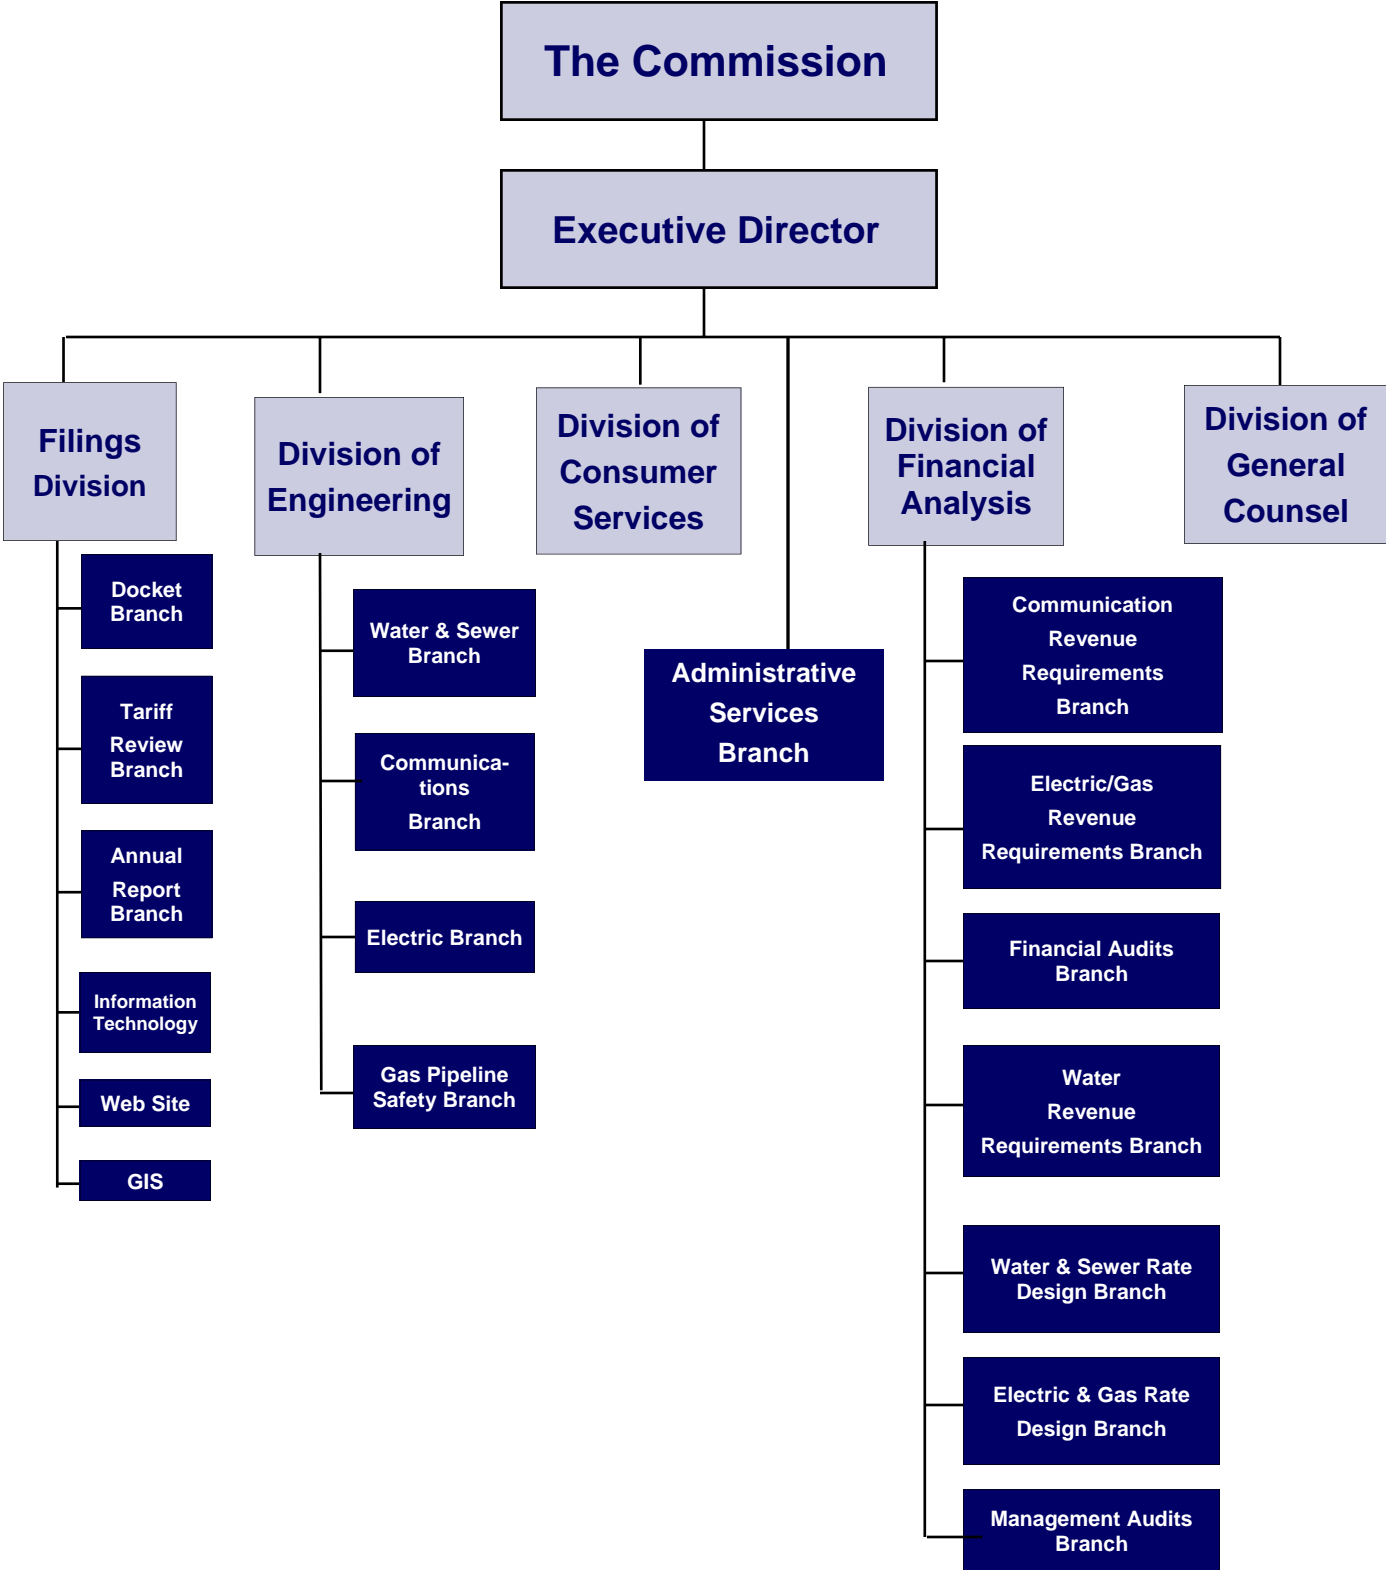 The Commission
Executive Director
Filings
Division
Division of
Engineering
Division of
Consumer
Services
Division of
Financial
Analysis
Division of
General
Counsel
Docket
Branch
Tariff
Review
Branch
Annual
Report
Branch
Information
Technology
Web Site
GIS
Water & Sewer
Branch
Communica-
tions
Branch
Electric Branch
Gas Pipeline
Safety Branch
Administrative
Services
Branch
Communication
Revenue
Requirements
Branch
Electric/Gas
Revenue
Requirements Branch
Financial Audits
Branch
Water
Revenue
Requirements Branch
Water & Sewer Rate
Design Branch
Electric & Gas Rate
Design Branch
Management Audits
Branch